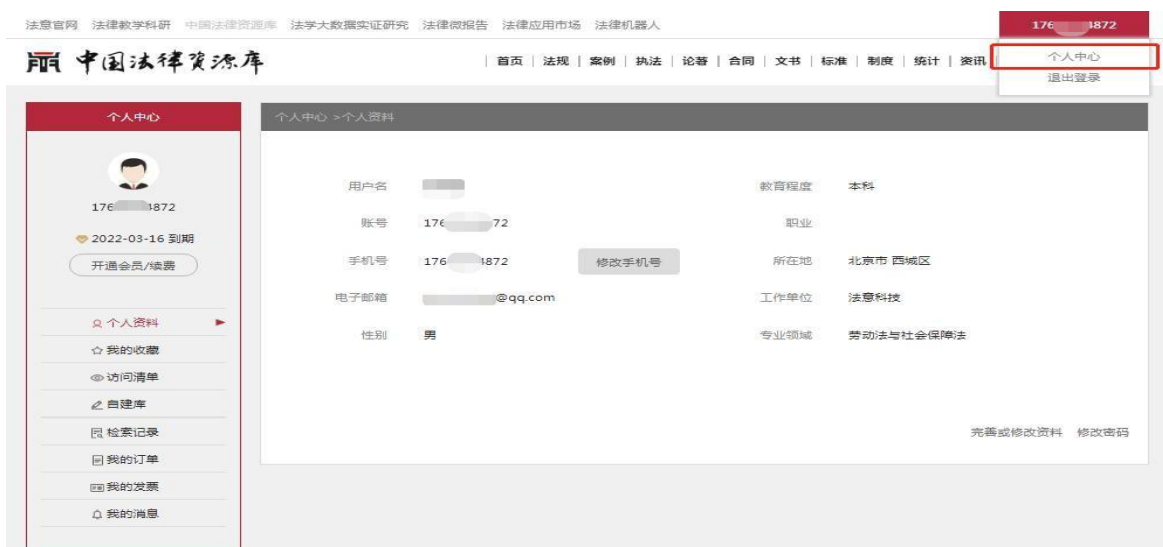 法意官网 法律教学科研 中国法律资源库 法学大数据实证研究 法律微报告 法律应用市场 法律机器人 176 4872
中国法律资源库 | 首页 | 法规 | 案例 | 执法 | 论著 | 合同 | 文书 | 标准 | 制度 | 统计 | 资讯 |
个人中心
退出登录
个人中心
个人中心 >个人资料
176 4872
2022-03-16 到期
开通会员/续费
个人资料
我的收藏
访问清单
自建库
检索记录
我的订单
我的发票
我的消息
用户名 教育程度 本科
账号 176 72 职业
手机号 176 4872 修改手机号 所在地 北京市 西城区
电子邮箱 @qq.com 工作单位 法意科技
性别 男 专业领域 劳动法与社会保障法
完善或修改资料 修改密码